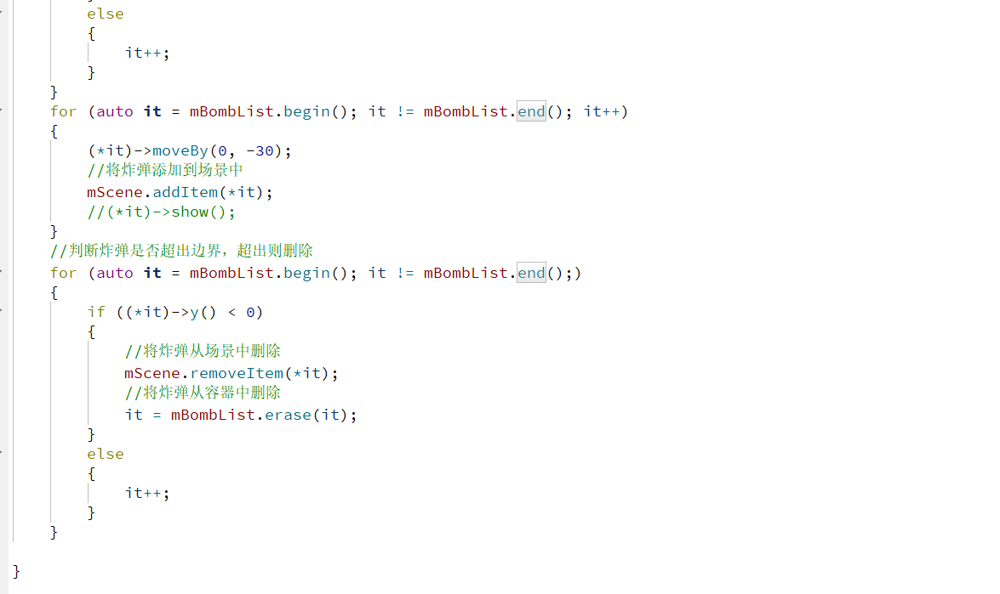 else
{
it++;
}
}
for (auto it = mBombList.begin(); it != mBombList.end(); it++)
{
(*it)->moveBy(0, -30);
//将炸弹添加到场景中
mScene.addItem(*it);
//(*it)->show();
}
//判断炸弹是否超出边界，超出则删除
for (auto it = mBombList.begin(); it != mBombList.end();)
{
if ((*it)->y() < 0)
{
//将炸弹从场景中删除
mScene.removeItem(*it);
//将炸弹从容器中删除
it = mBombList.erase(it);
}
else
{
it++;
}
}
}